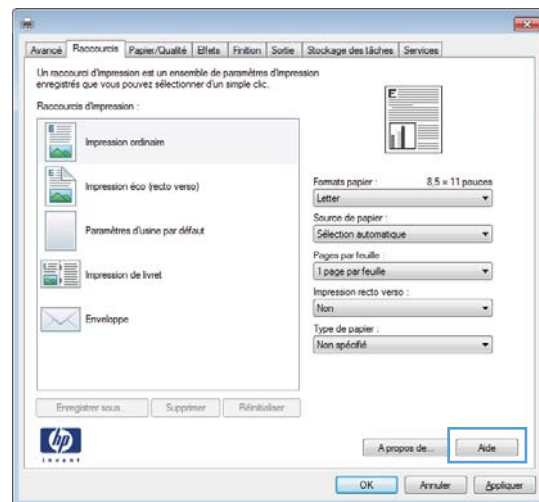 Avancé Raccourcis Papier/Qualité Effets Finition Sortie Stockage des tâches Services
Un raccourci d'impression est un ensemble de paramètres d'impression
enregistrés que vous pouvez sélectionner d'un simple clic.
Raccourcis d'impression :
Impression ordinaire
Impression éco (recto verso)
Paramètres d'usine par défaut
Impression de livret
Enveloppe
Enregistrer sous... Supprimer Réinitialiser
E
Formats papier : 8,5 × 11 pouces
Letter
Source de papier :
Sélection automatique
Pages par feuille :
1 page par feuille
Impression recto verso :
Non
Type de papier :
Non spécifié
hp
invent
A propos de... Aide
OK Annuler Appliquer